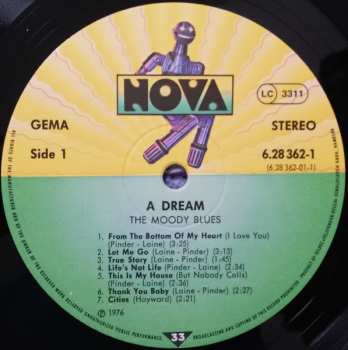 NOVA
LC 3311
GEMA
STEREO
Side 1
6.28 362-1
(6.28 362-01-1)
A DREAM
THE MOODY BLUES
1. From The Bottom Of My Heart (I Love You)
(Pinder - Laine) (3:25)
2. Let Me Go (Laine - Pinder) (3:13)
3. True Story (Laine - Pinder) (1:45)
4. Life's Not Life (Pinder - Laine) (2:34)
5. This Is My House (But Nobody Calls)
(Pinder - Laine) (2:36)
6. Thank You Baby (Laine - Pinder) (2:27)
7. Cities (Hayward) (2:21)
Ⓟ 1976
33